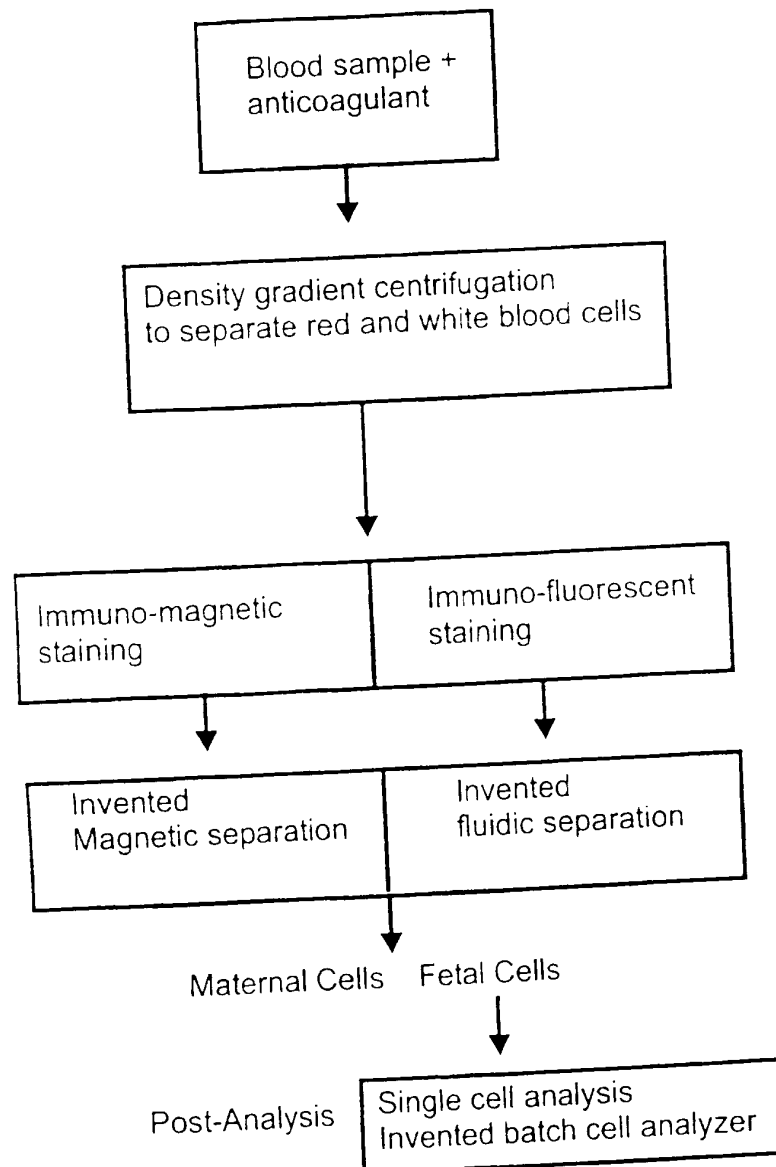 Blood sample +
anticoagulant
Density gradient centrifugation
to separate red and white blood cells
Immuno-magnetic
staining
Immuno-fluorescent
staining
Invented
Magnetic separation
Invented
fluidic separation
Maternal Cells Fetal Cells
Post-Analysis
Single cell analysis
Invented batch cell analyzer